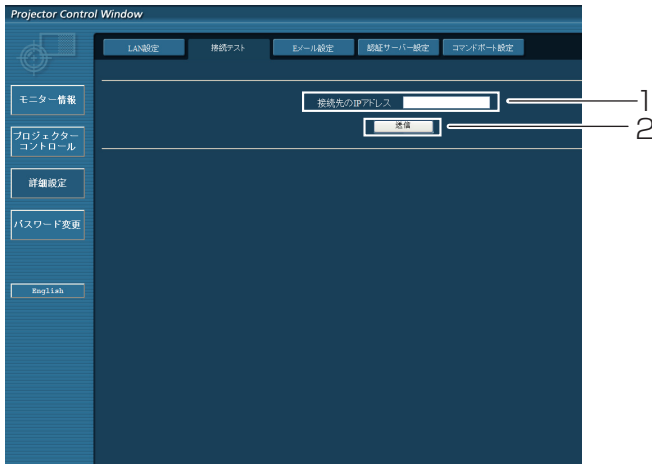 Projector Control Window
LAN設定
接続テスト
Eメール設定
認証サーバー設定
コマンドポート設定
モニター情報
プロジェクター
コントロール
詳細設定
パスワード変更
English
接続先のIPアドレス
1
送信
2